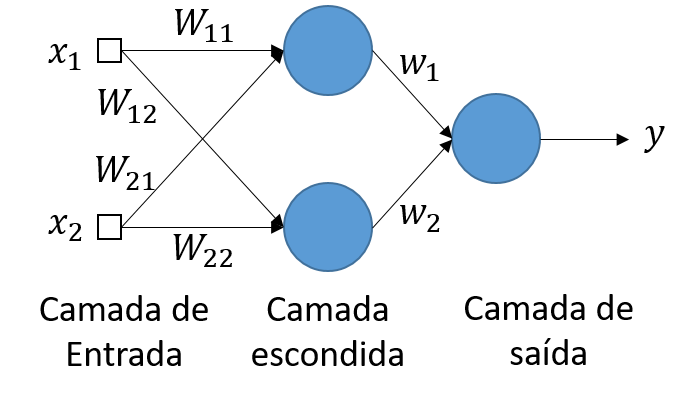 x₁
W₁₁
W₁₂
W₂₁
x₂
W₂₂
w₁
w₂
y
Camada de
Entrada
Camada
escondida
Camada de
saída